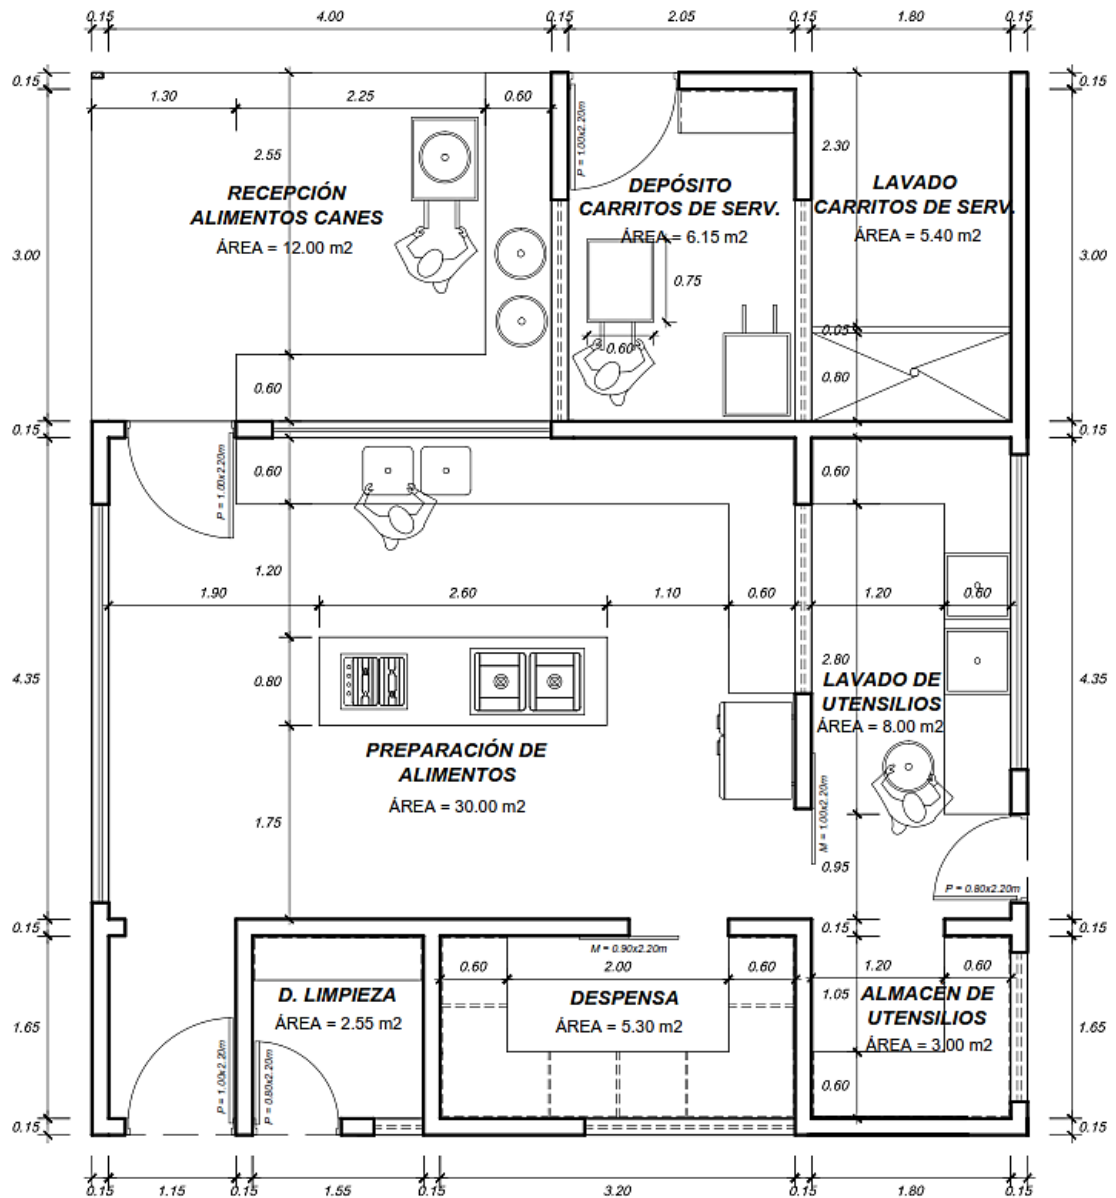 0.15 4.00 0.15 2.05 0.15 1.80 0.15
0.15 0.15
1.30 2.25 0.60
P = 1.00x2.20m
2.55 2.30
RECEPCIÓN
ALIMENTOS CANES
ÁREA = 12.00 m2
DEPÓSITO
CARRITOS DE SERV.
ÁREA = 6.15 m2
LAVADO
CARRITOS DE SERV.
ÁREA = 5.40 m2
3.00 3.00
0.75
0.05
0.60
0.60 0.80
0.15 0.15
0.60 0.60
P = 1.00x2.20m
1.20
1.90 2.60 1.10 0.60 1.20 0.60
4.35 0.80 2.80 4.35
LAVADO DE
UTENSILIOS
ÁREA = 8.00 m2
PREPARACIÓN DE
ALIMENTOS
ÁREA = 30.00 m2
1.75
M = 1.00x2.20m
0.95
P = 0.80x2.20m
0.15 0.15 0.15
M = 0.90x2.20m
0.60 2.00 0.60 1.20 0.60
D. LIMPIEZA
ÁREA = 2.55 m2
DESPENSA
ÁREA = 5.30 m2
1.05
ALMACEN DE
UTENSILIOS
ÁREA = 3.00 m2
1.65 1.65
P = 1.00x2.20m
P = 0.80x2.20m
0.60
0.15 0.15
0.15 1.15 0.15 1.55 0.15 3.20 0.15 1.80 0.15